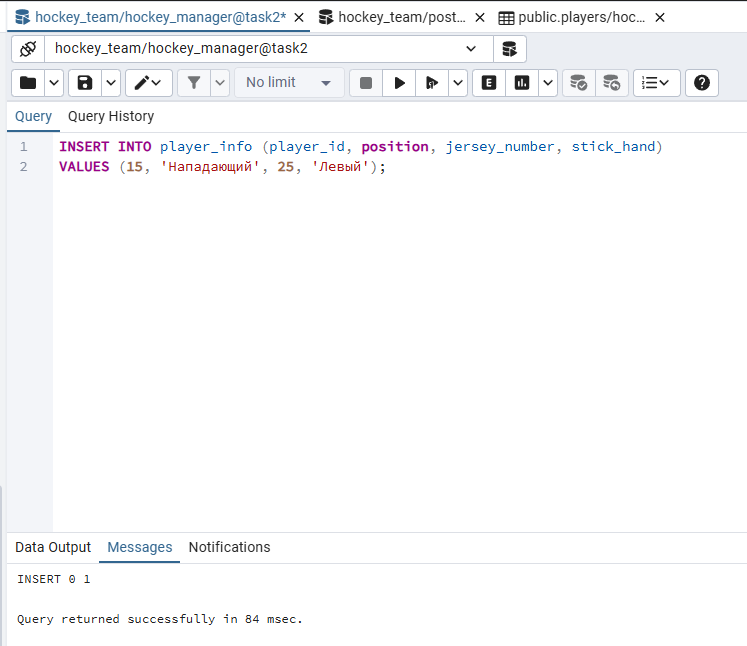 hockey_team/hockey_manager@task2*
hockey_team/post...
public.players/hoc...
hockey_team/hockey_manager@task2
No limit
E
Query
Query History
1 INSERT INTO player_info (player_id, position, jersey_number, stick_hand)
2 VALUES (15, 'Нападающий', 25, 'Левый');
Data Output
Messages
Notifications
INSERT 0 1
Query returned successfully in 84 msec.